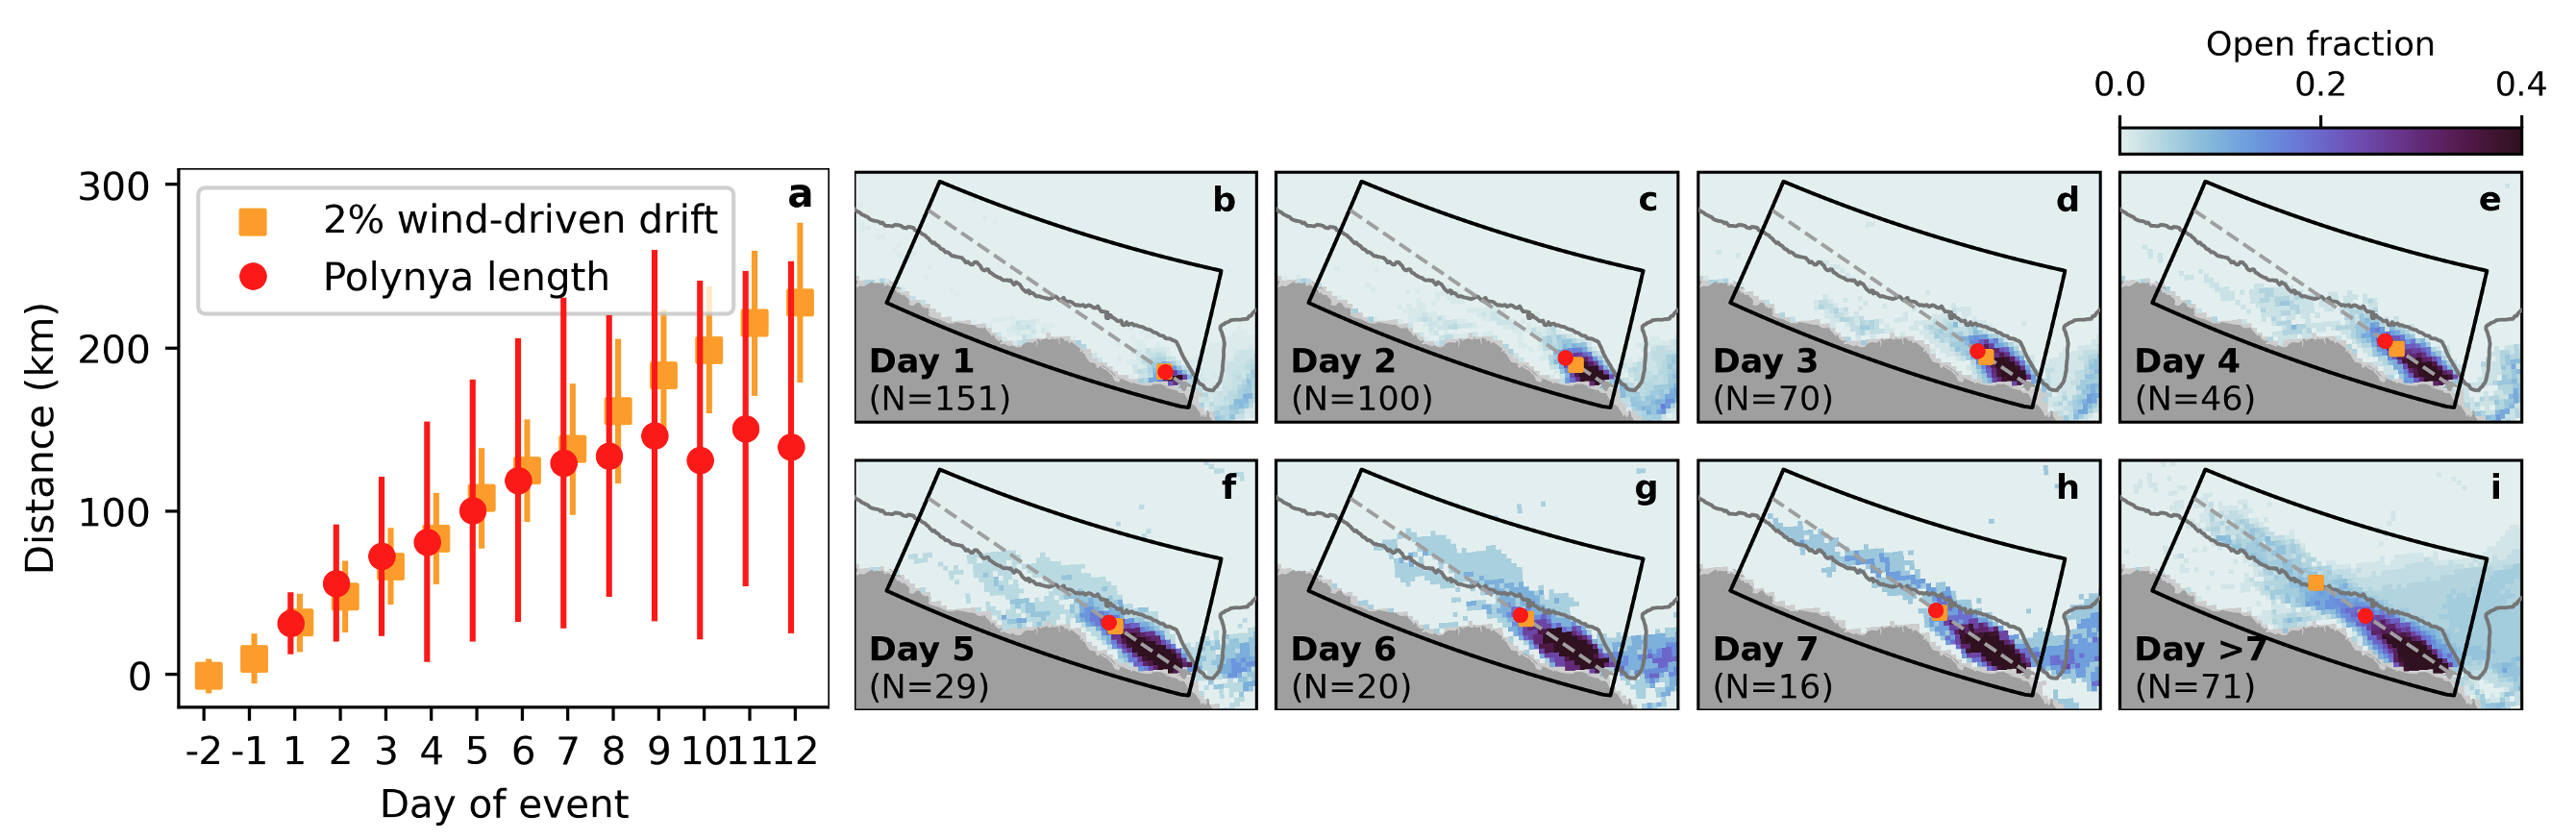 Open fraction
0.0 0.2 0.4
300
200
100
0
Distance (km)
a
2% wind-driven drift
Polynya length
-2 -1 1 2 3 4 5 6 7 8 9 10 11 12
Day of event
b
Day 1
(N=151)
c
Day 2
(N=100)
d
Day 3
(N=70)
e
Day 4
(N=46)
f
Day 5
(N=29)
g
Day 6
(N=20)
h
Day 7
(N=16)
i
Day >7
(N=71)